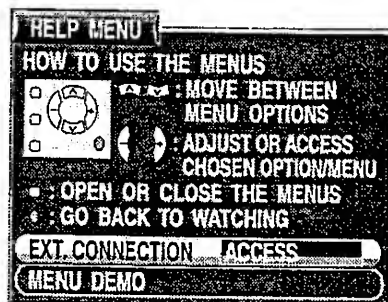 HELP MENU
HOW TO USE THE MENUS
: MOVE BETWEEN
MENU OPTIONS
: ADJUST OR ACCESS
CHOSEN OPTION/MENU
: OPEN OR CLOSE THE MENUS
: GO BACK TO WATCHING
EXT CONNECTION ACCESS
MENU DEMO